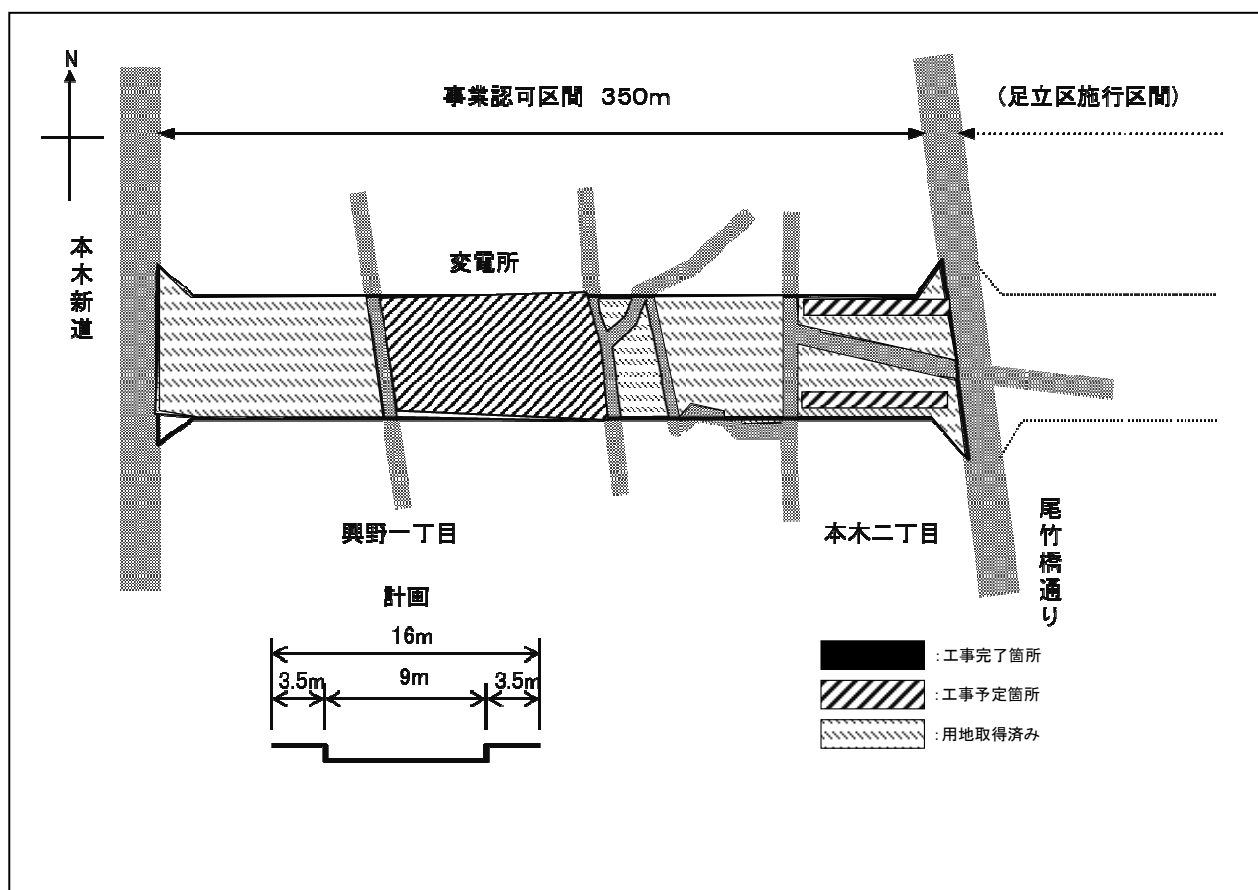 N
事業認可区間 350m
(足立区施行区間)
本木新道
変電所
興野一丁目
本木二丁目
尾竹橋通り
計画
16m
3.5m
9m
3.5m
:工事完了箇所
:工事予定箇所
:用地取得済み